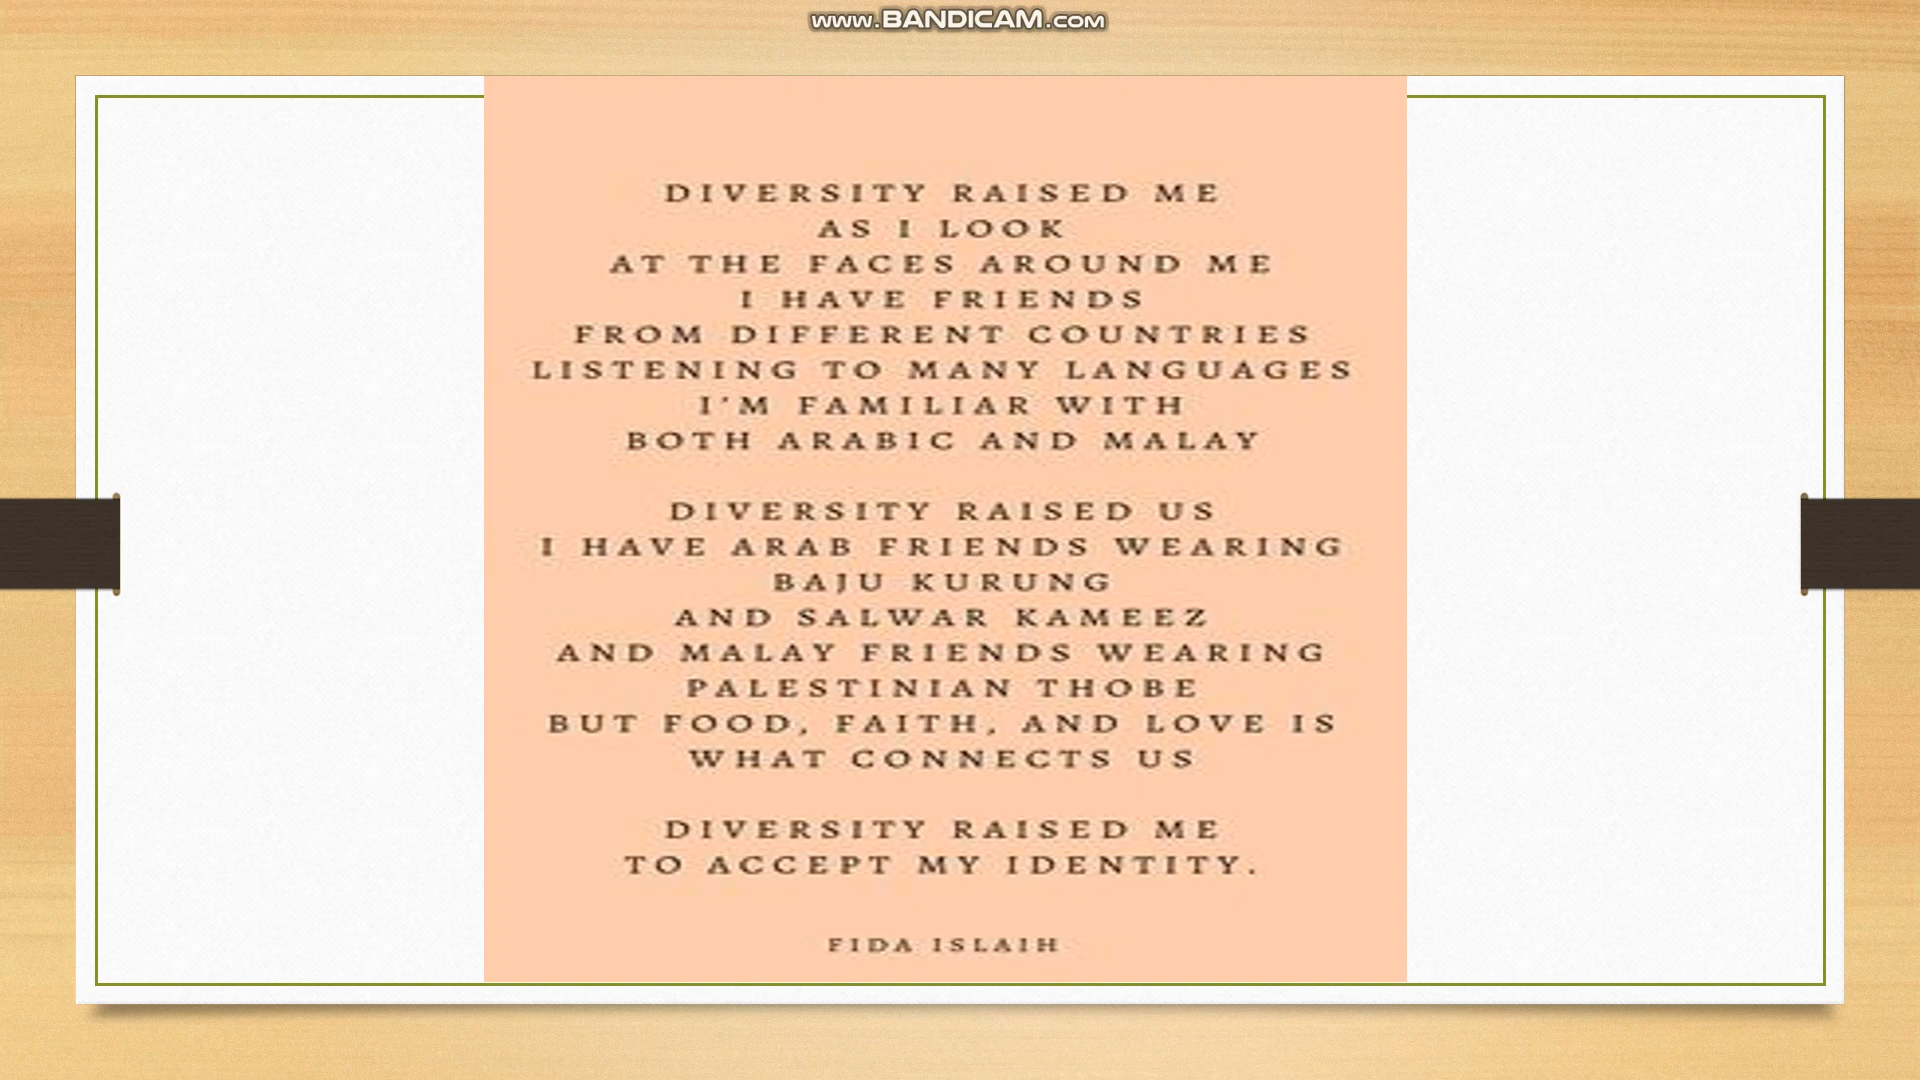 www.BANDICAM.com
DIVERSITY RAISED ME
AS I LOOK
AT THE FACES AROUND ME
I HAVE FRIENDS
FROM DIFFERENT COUNTRIES
LISTENING TO MANY LANGUAGES
I'M FAMILIAR WITH
BOTH ARABIC AND MALAY
DIVERSITY RAISED US
I HAVE ARAB FRIENDS WEARING
BAJU KURUNG
AND SALWAR KAMEEZ
AND MALAY FRIENDS WEARING
PALESTINIAN THOBE
BUT FOOD, FAITH, AND LOVE IS
WHAT CONNECTS US
DIVERSITY RAISED ME
TO ACCEPT MY IDENTITY.
FIDA ISLAIH